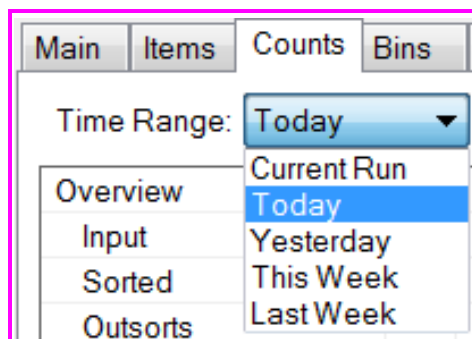 Main Items Counts Bins
Time Range: Today
Current Run
Overview
Today
Input
Yesterday
Sorted
This Week
Outsorts
Last Week